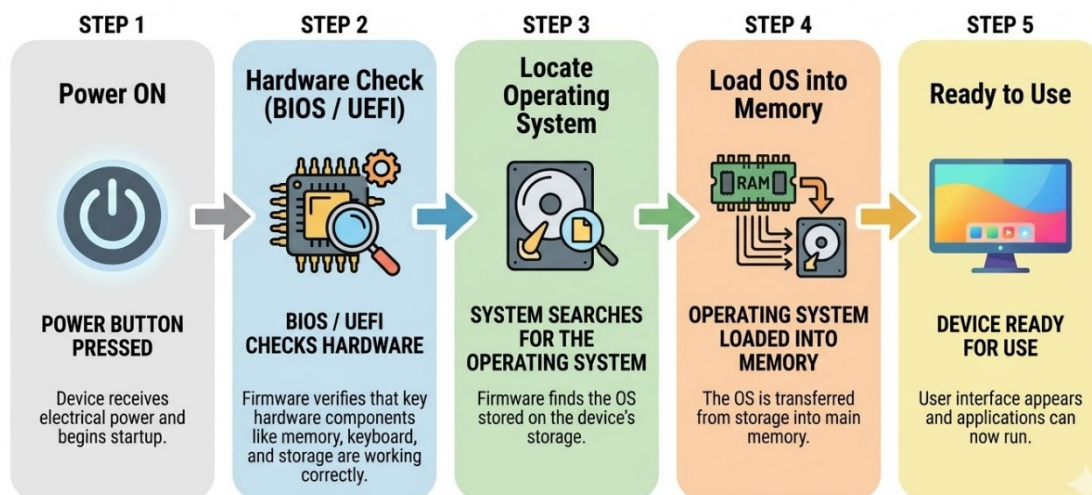 STEP 1
Power ON
POWER BUTTON
PRESSED
Device receives
electrical power and
begins startup.
STEP 2
Hardware Check
(BIOS / UEFI)
BIOS / UEFI
CHECKS HARDWARE
Firmware verifies that key
hardware components
like memory, keyboard,
and storage are working
correctly.
STEP 3
Locate
Operating
System
SYSTEM SEARCHES
FOR THE
OPERATING SYSTEM
Firmware finds the OS
stored on the device's
storage.
STEP 4
Load OS into
Memory
RAM
OPERATING SYSTEM
LOADED INTO
MEMORY
The OS is transferred
from storage into main
memory.
STEP 5
Ready to Use
DEVICE READY
FOR USE
User interface appears
and applications can
now run.